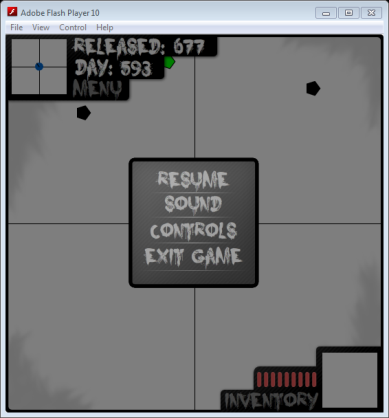 Adobe Flash Player 10
File View Control Help
RELEASED: 677
DAY: 593
MENU
RESUME
SOUND
CONTROLS
EXIT GAME
INVENTORY